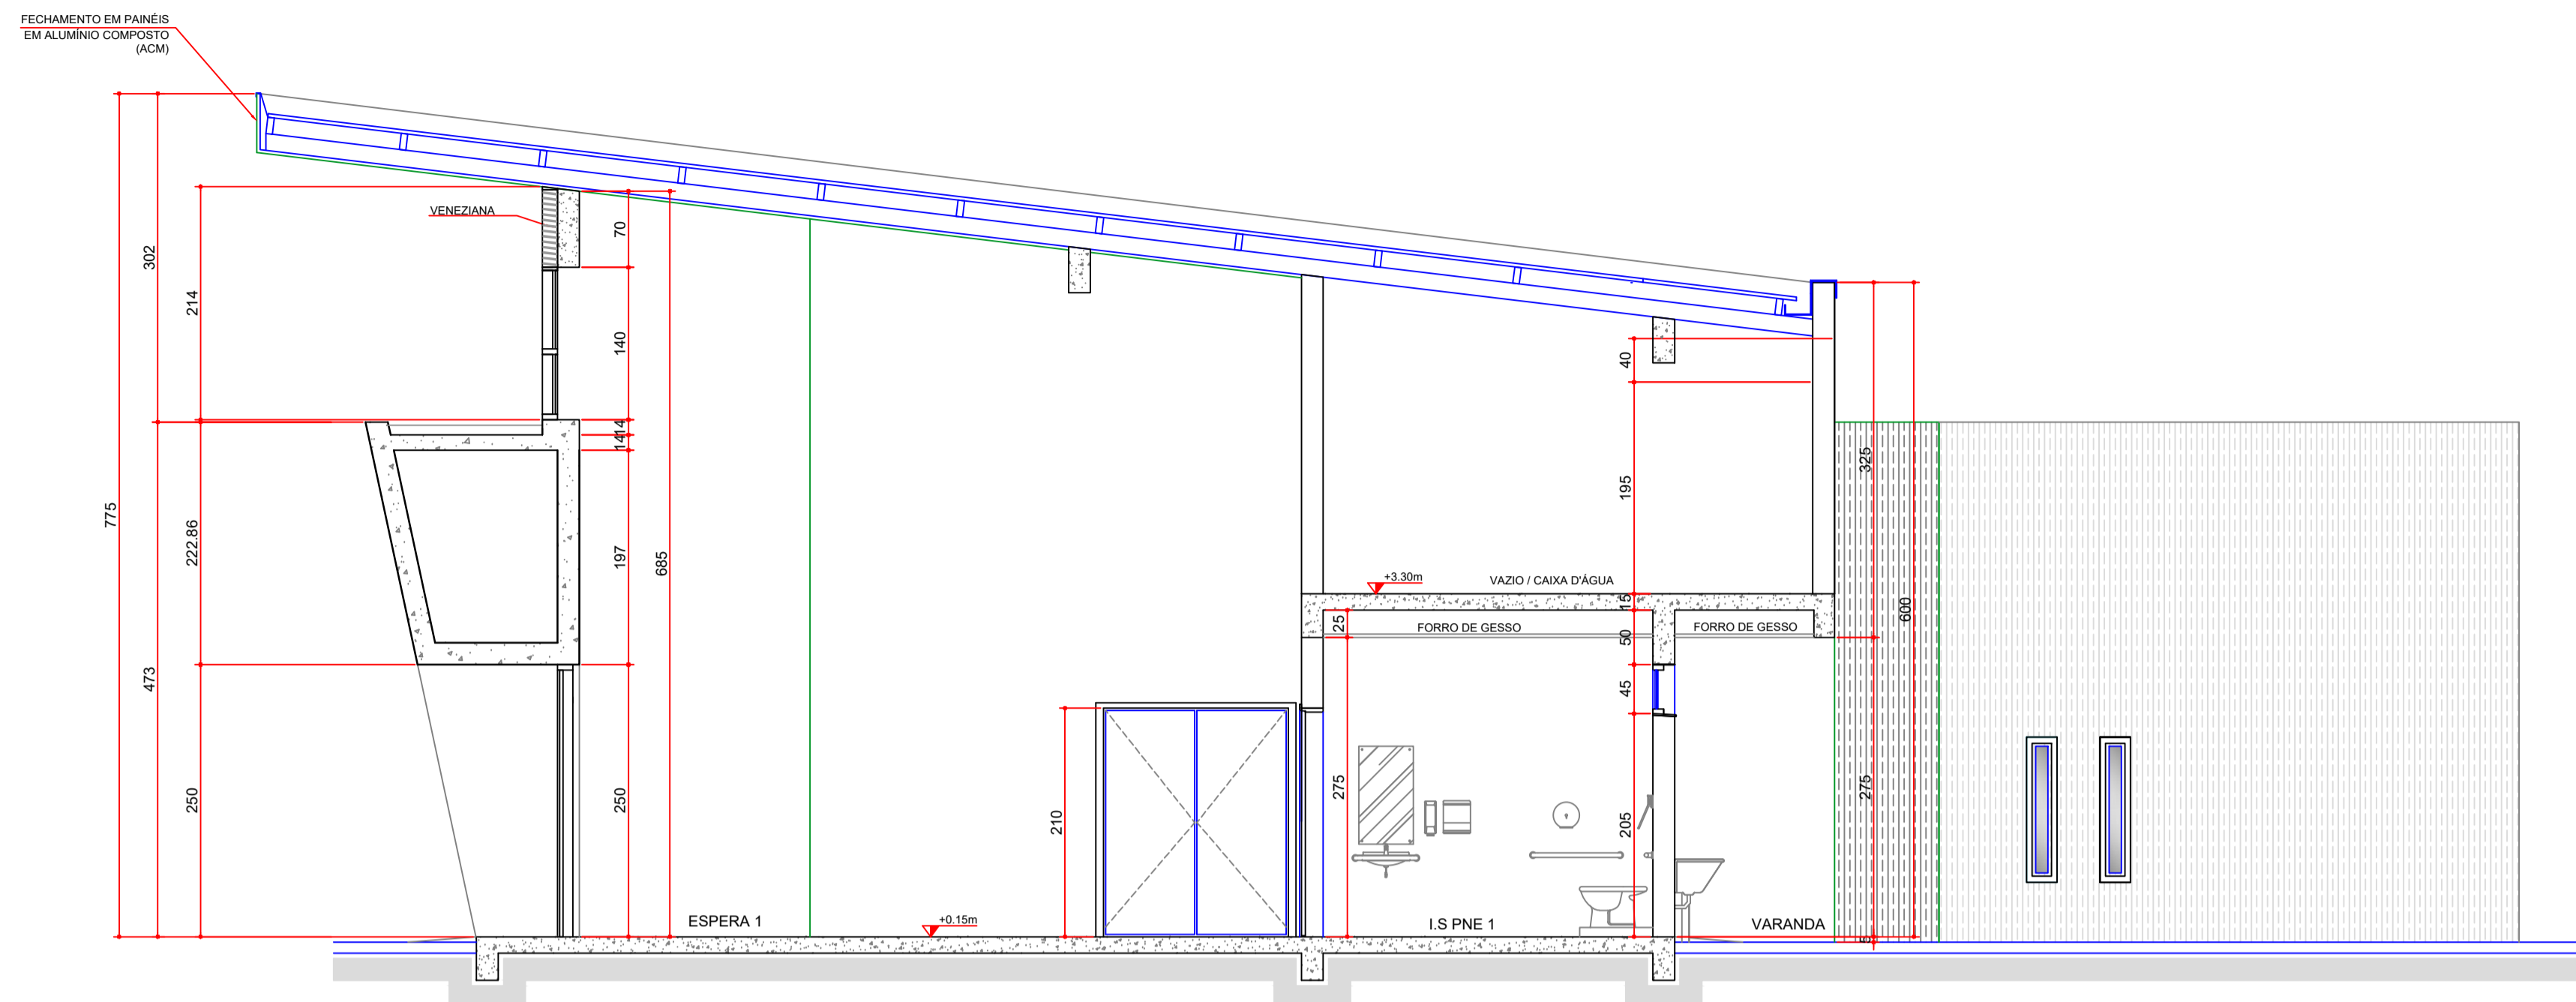 FECHAMENTO EM PAINÉIS
EM ALUMÍNIO COMPOSTO
(ACM)
VENEZIANA
302
214
70
140
14
14
775
222.86
197
685
473
250
250
210
ESPERA 1
+0.15m
+3.30m
VAZIO / CAIXA D'ÁGUA
FORRO DE GESSO
FORRO DE GESSO
25
275
I.S PNE 1
40
195
15
50
45
205
VARANDA
325
600
275
5